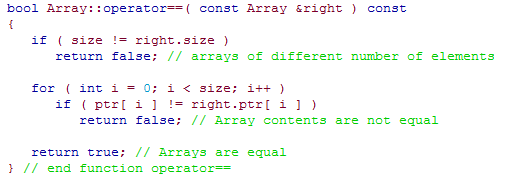 bool Array::operator==( const Array &right ) const
{
   if ( size != right.size )
      return false; // arrays of different number of elements

   for ( int i = 0; i < size; i++ )
      if ( ptr[ i ] != right.ptr[ i ] )
         return false; // Array contents are not equal

   return true; // Arrays are equal
} // end function operator==